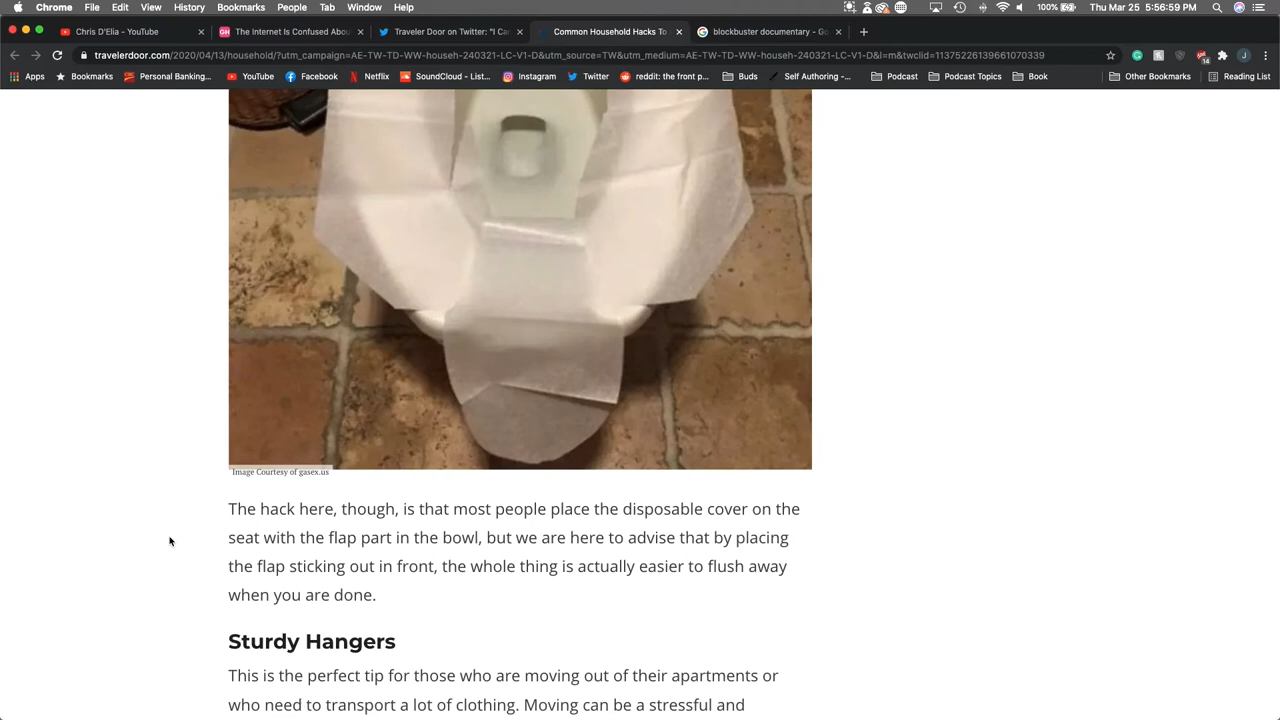 Chrome File Edit View History Bookmarks People Tab Window Help 100% Thu Mar 25 5:56:39 PM
Chris D'Elia - YouTube The Internet Is Confused Abou Traveler Door on Twitter: "I Can Common Household Hacks To blockbuster documentary - Go
travelerdoor.com/2020/04/13/household/?utm_campaign=AE-TW-TD-WW-househ-240321-LC-V1-D&utm_source=TW&utm_medium=AE-TW-TD-WW-househ-240321-LC-V1-D&l=m&twclid=11375226139661070339
Apps Bookmarks Personal Banking... YouTube Facebook Netflix SoundCloud - List... Instagram Twitter reddit: the front p... Buds Self Authoring -... Podcast Podcast Topics Book Other Bookmarks Reading List
Image Courtesy of gasex.us
The hack here, though, is that most people place the disposable cover on the
seat with the flap part in the bowl, but we are here to advise that by placing
the flap sticking out in front, the whole thing is actually easier to flush away
when you are done.
Sturdy Hangers
This is the perfect tip for those who are moving out of their apartments or
who need to transport a lot of clothing. Moving can be a stressful and